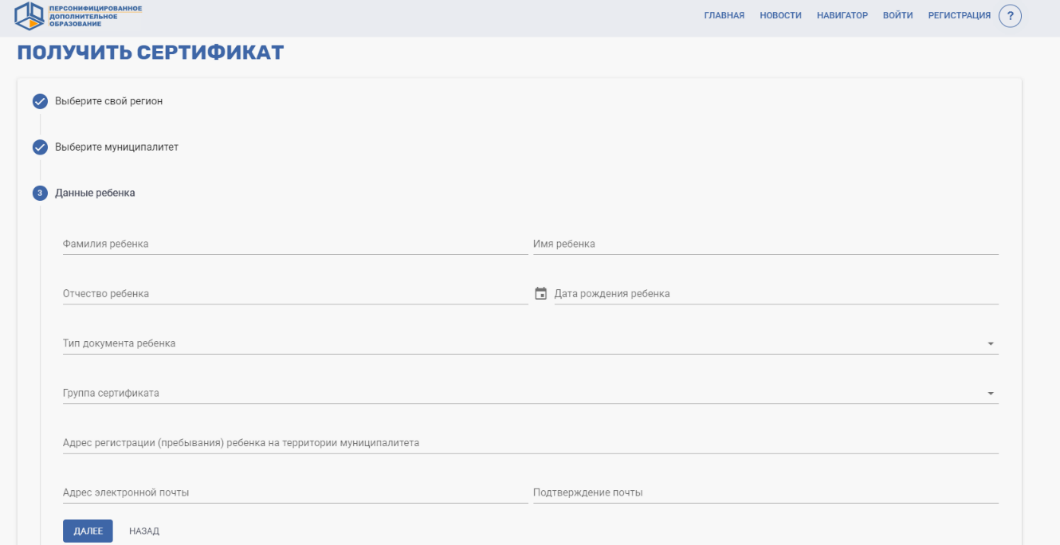 ПЕРСОНИФИЦИРОВАННОЕ
ДОПОЛНИТЕЛЬНОЕ
ОБРАЗОВАНИЕ
ГЛАВНАЯ НОВОСТИ НАВИГАТОР ВОЙТИ РЕГИСТРАЦИЯ ?
ПОЛУЧИТЬ СЕРТИФИКАТ
Выберите свой регион
Выберите муниципалитет
3 Данные ребенка
Фамилия ребенка Имя ребенка
Отчество ребенка Дата рождения ребенка
Тип документа ребенка
Группа сертификата
Адрес регистрации (пребывания) ребенка на территории муниципалитета
Адрес электронной почты Подтверждение почты
ДАЛЕЕ НАЗАД